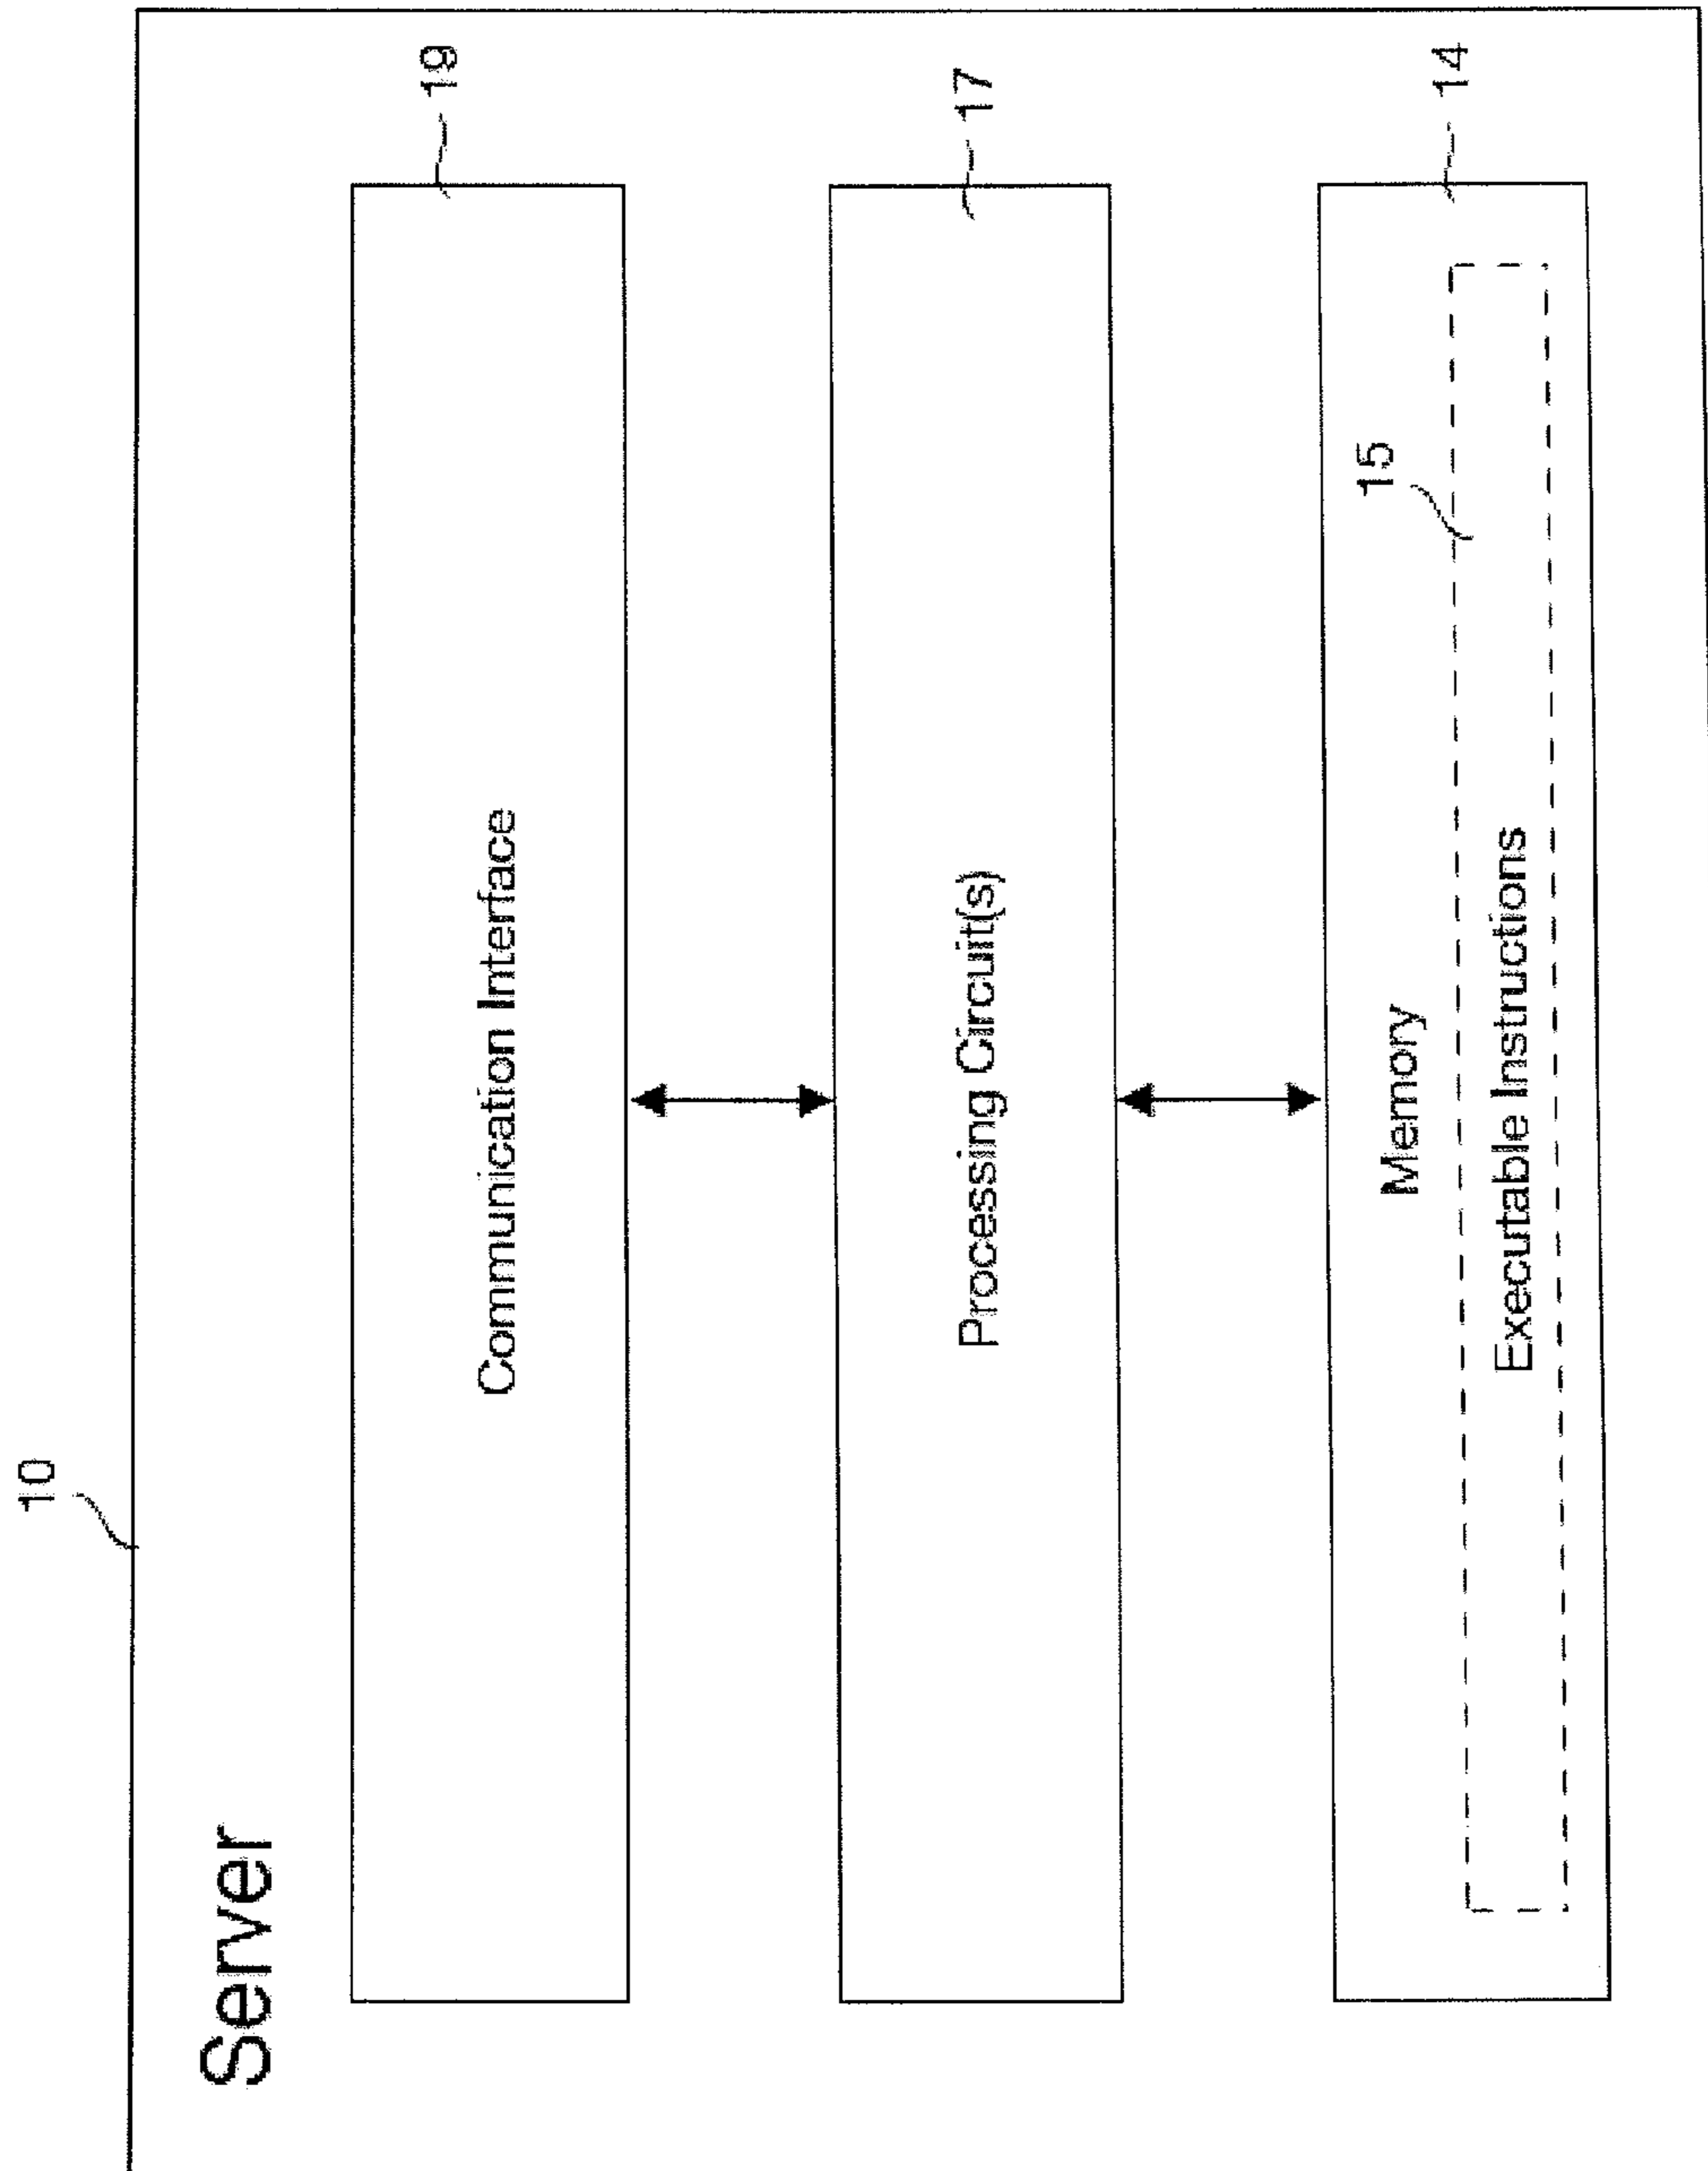 10
Server
Communication Interface
19
Processing Circuit(s)
17
Memory
14
15
Executable Instructions